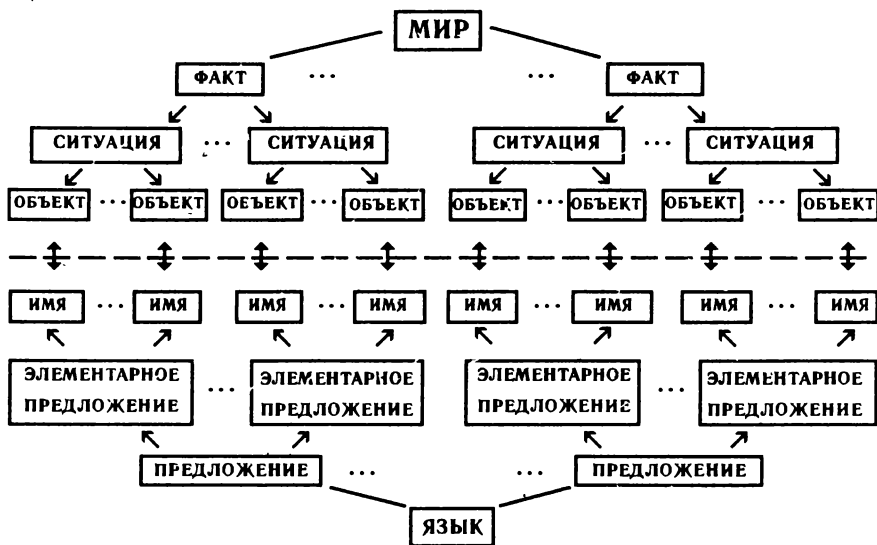 МИР
ФАКТ ... ... ФАКТ
СИТУАЦИЯ ... СИТУАЦИЯ СИТУАЦИЯ ... СИТУАЦИЯ
ОБЪЕКТ ... ОБЪЕКТ ОБЪЕКТ ... ОБЪЕКТ ОБЪЕКТ ... ОБЪЕКТ ОБЪЕКТ ... ОБЪЕКТ
ИМЯ ... ИМЯ ИМЯ ... ИМЯ ИМЯ ... ИМЯ ИМЯ ... ИМЯ
ЭЛЕМЕНТАРНОЕ ... ЭЛЕМЕНТАРНОЕ ЭЛЕМЕНТАРНОЕ ... ЭЛЕМЕНТАРНОЕ
ПРЕДЛОЖЕНИЕ ПРЕДЛОЖЕНИЕ ПРЕДЛОЖЕНИЕ ПРЕДЛОЖЕНИЕ
ПРЕДЛОЖЕНИЕ ... ... ПРЕДЛОЖЕНИЕ
ЯЗЫК